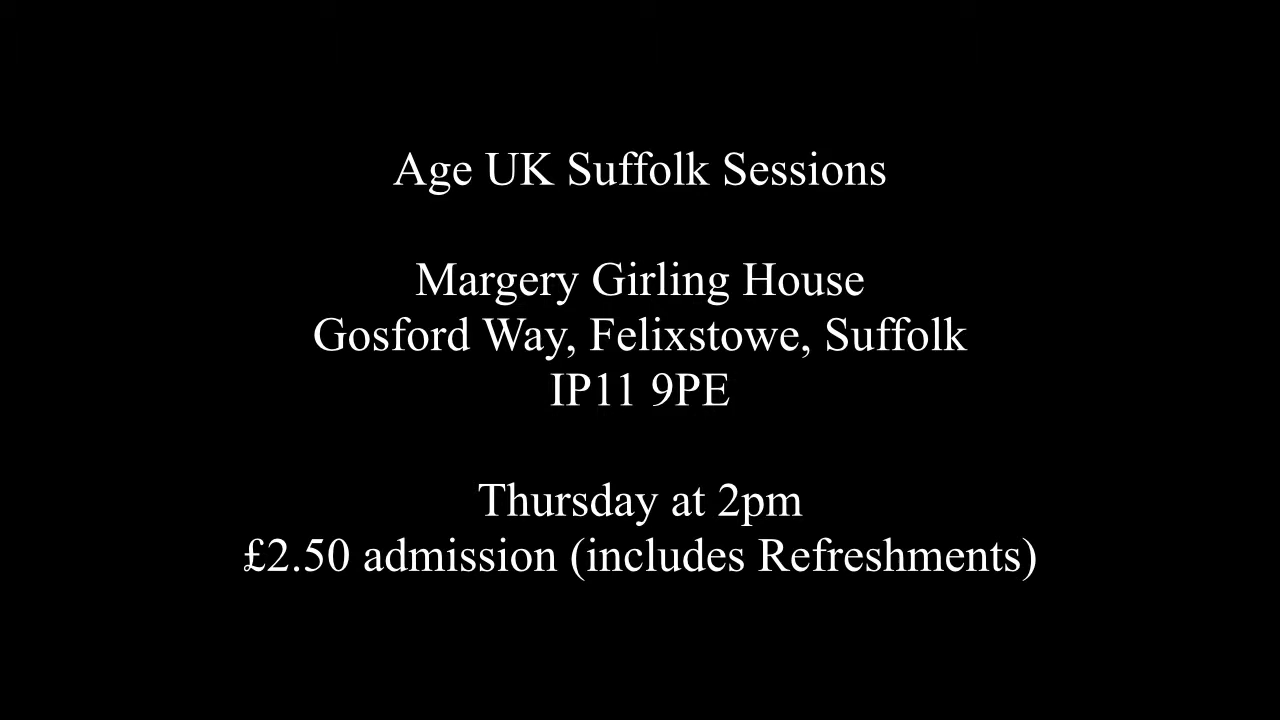 Age UK Suffolk Sessions
Margery Girling House
Gosford Way, Felixstowe, Suffolk
IP11 9PE
Thursday at 2pm
£2.50 admission (includes Refreshments)